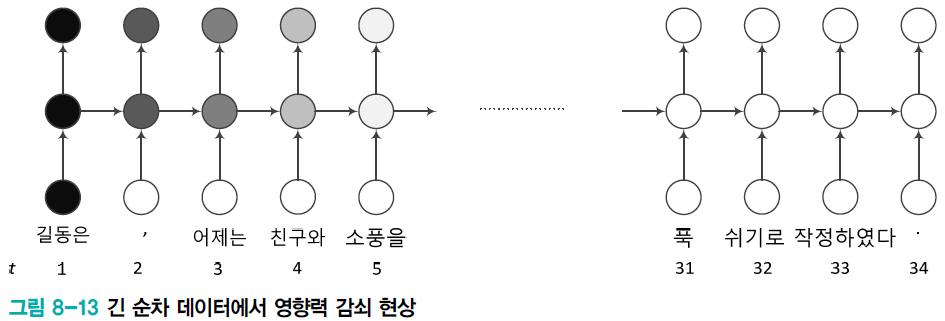 길동은 , 어제는 친구와 소풍을 푹 쉬기로 작정하였다 .
t 1 2 3 4 5 31 32 33 34
그림 8-13 긴 순차 데이터에서 영향력 감쇠 현상